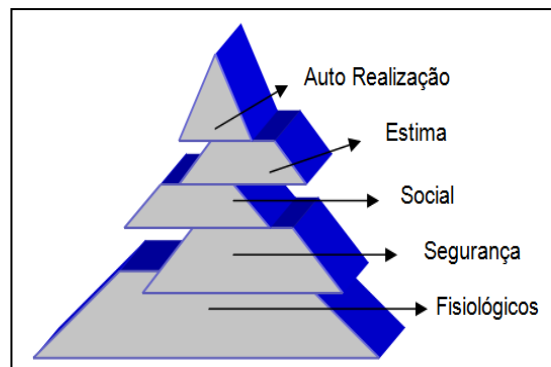 Auto Realização
Estima
Social
Segurança
Fisiológicos